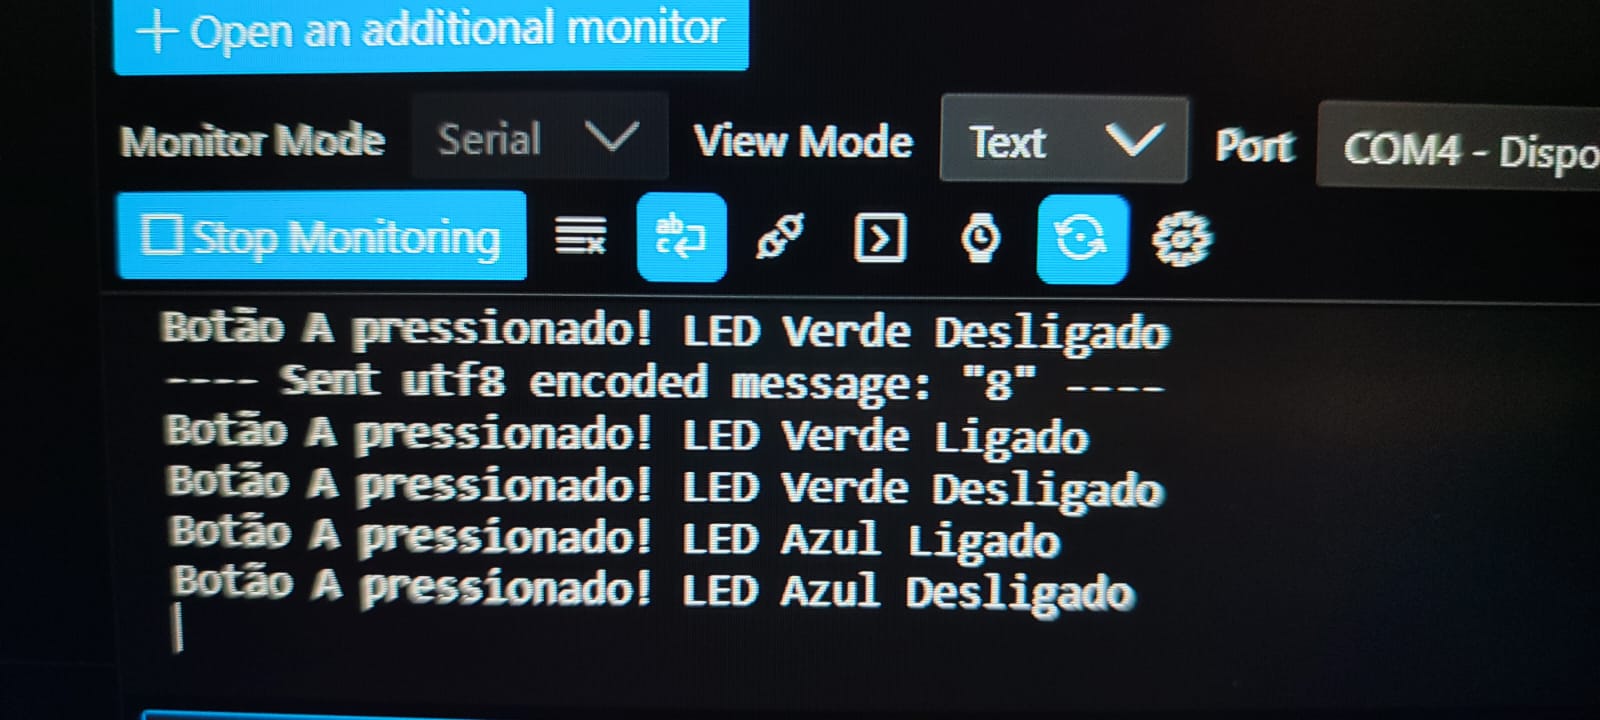 Open an additional monitor
Monitor Mode Serial View Mode Text Port COM4 - Dispo
Stop Monitoring
Botão A pressionado! LED Verde Desligado
---- Sent utf8 encoded message: "8" ----
Botão A pressionado! LED Verde Ligado
Botão A pressionado! LED Verde Desligado
Botão A pressionado! LED Azul Ligado
Botão A pressionado! LED Azul Desligado